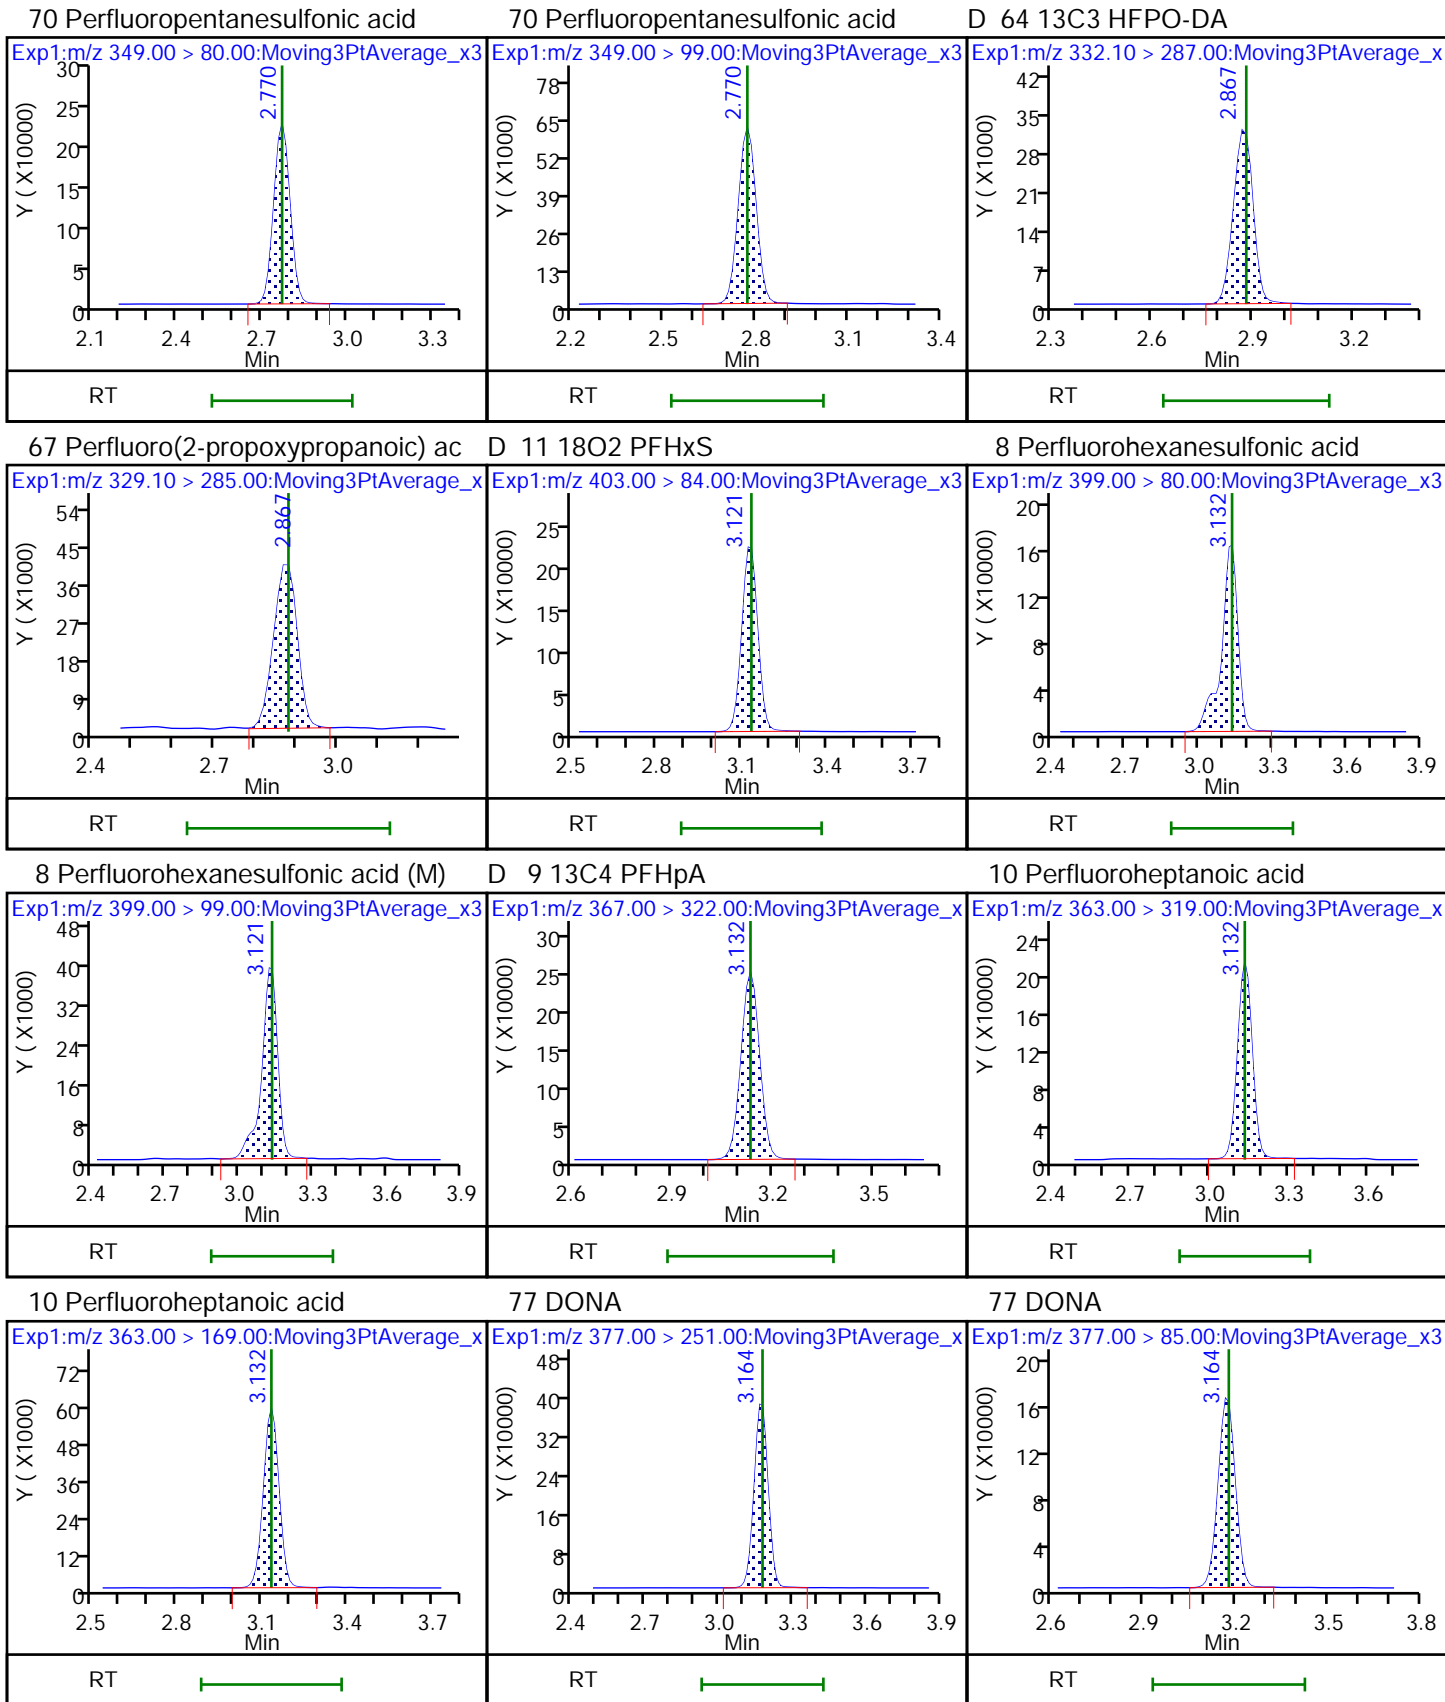 70 Perfluoropentanesulfonic acid
Exp1:m/z 349.00 > 80.00:Moving3PtAverage_x3
2.770
Y ( X10000)
30
25
20
15
10
5
0
2.1 2.4 2.7 3.0 3.3
Min
RT
70 Perfluoropentanesulfonic acid
Exp1:m/z 349.00 > 99.00:Moving3PtAverage_x3
2.770
Y ( X1000)
78
65
52
39
26
13
0
2.2 2.5 2.8 3.1 3.4
Min
RT
D 64 13C3 HFPO-DA
Exp1:m/z 332.10 > 287.00:Moving3PtAverage_x
2.867
Y ( X1000)
42
35
28
21
14
7
0
2.3 2.6 2.9 3.2
Min
RT
67 Perfluoro(2-propoxypropanoic) ac
Exp1:m/z 329.10 > 285.00:Moving3PtAverage_x
2.867
Y ( X1000)
54
45
36
27
18
9
0
2.4 2.7 3.0
Min
RT
D 11 18O2 PFHxS
Exp1:m/z 403.00 > 84.00:Moving3PtAverage_x3
3.121
Y ( X10000)
25
20
15
10
5
0
2.5 2.8 3.1 3.4 3.7
Min
RT
8 Perfluorohexanesulfonic acid
Exp1:m/z 399.00 > 80.00:Moving3PtAverage_x3
3.132
Y ( X10000)
20
16
12
8
4
0
2.4 2.7 3.0 3.3 3.6 3.9
Min
RT
8 Perfluorohexanesulfonic acid (M)
Exp1:m/z 399.00 > 99.00:Moving3PtAverage_x3
3.121
Y ( X1000)
48
40
32
24
16
8
0
2.4 2.7 3.0 3.3 3.6 3.9
Min
RT
D 9 13C4 PFHpA
Exp1:m/z 367.00 > 322.00:Moving3PtAverage_x
3.132
Y ( X10000)
30
25
20
15
10
5
0
2.6 2.9 3.2 3.5
Min
RT
10 Perfluoroheptanoic acid
Exp1:m/z 363.00 > 319.00:Moving3PtAverage_x
3.132
Y ( X10000)
24
20
16
12
8
4
0
2.4 2.7 3.0 3.3 3.6
Min
RT
10 Perfluoroheptanoic acid
Exp1:m/z 363.00 > 169.00:Moving3PtAverage_x
3.132
Y ( X1000)
72
60
48
36
24
12
0
2.5 2.8 3.1 3.4 3.7
Min
RT
77 DONA
Exp1:m/z 377.00 > 251.00:Moving3PtAverage_x
3.164
Y ( X10000)
48
40
32
24
16
8
0
2.4 2.7 3.0 3.3 3.6 3.9
Min
RT
77 DONA
Exp1:m/z 377.00 > 85.00:Moving3PtAverage_x3
3.164
Y ( X10000)
20
16
12
8
4
0
2.6 2.9 3.2 3.5 3.8
Min
RT